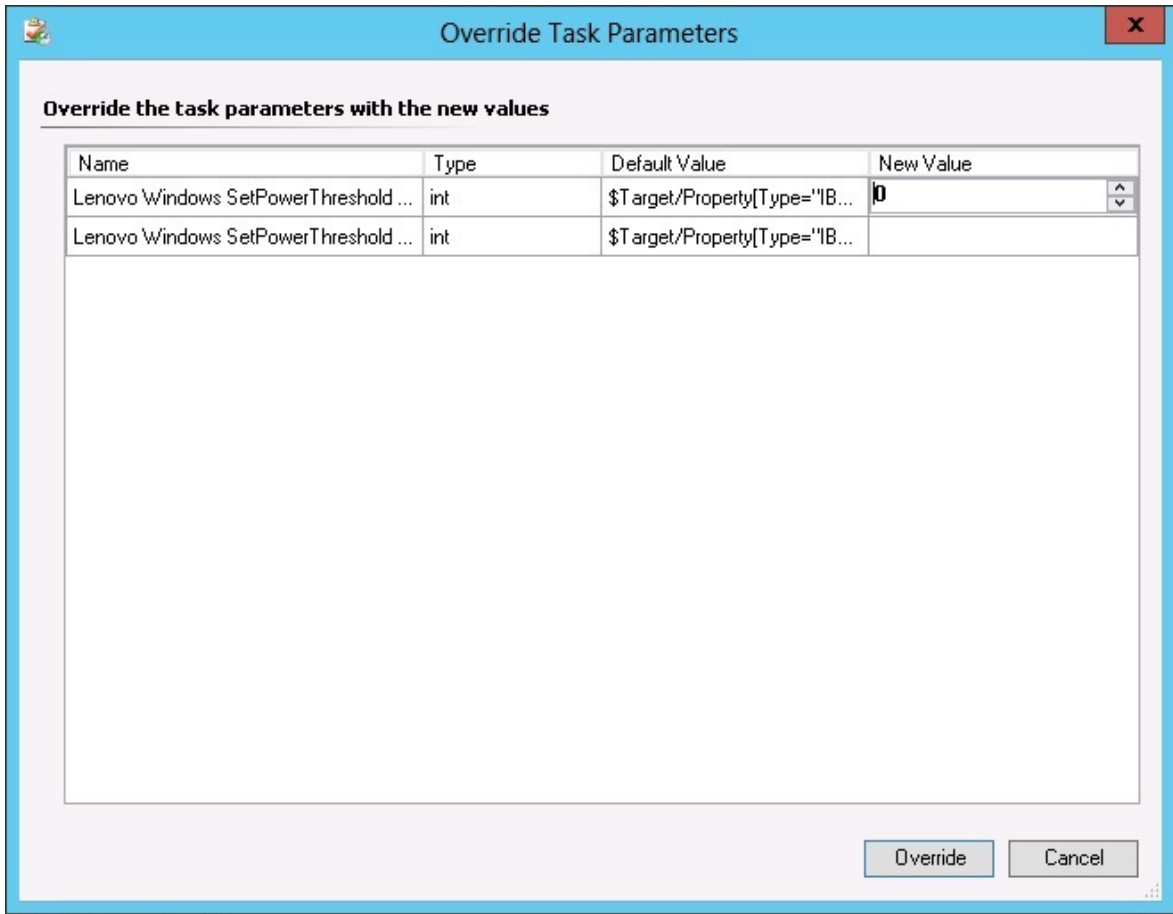 Override Task Parameters
x
Override the task parameters with the new values
Name Type Default Value New Value
Lenovo Windows SetPowerThreshold ... int $Target/Property[Type="IB... 0
Lenovo Windows SetPowerThreshold ... int $Target/Property[Type="IB...
Override Cancel